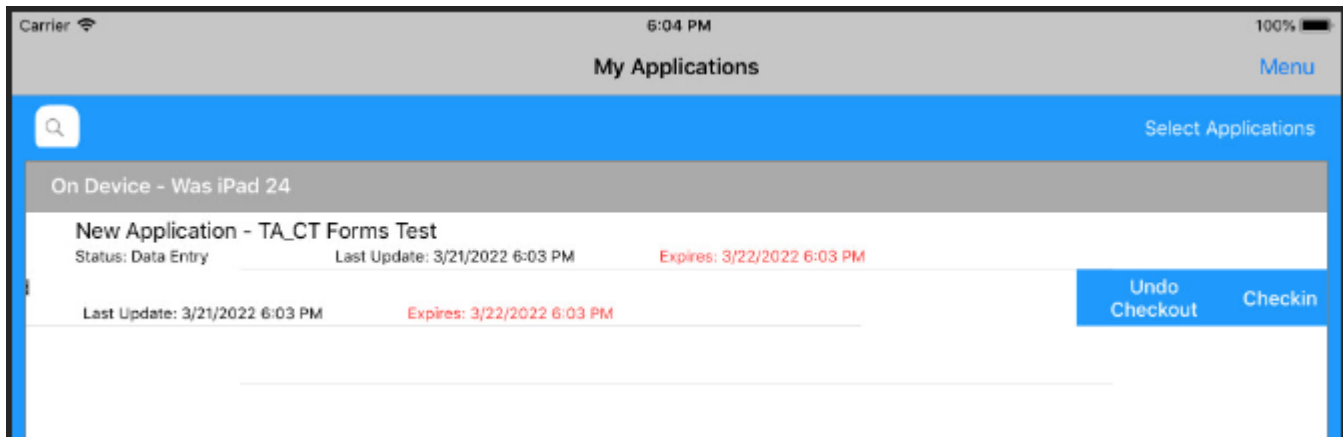 Carrier 6:04 PM 100%
My Applications Menu
Select Applications
On Device - Was iPad 24
New Application - TA_CT Forms Test
Status: Data Entry Last Update: 3/21/2022 6:03 PM Expires: 3/22/2022 6:03 PM
Undo
Checkout Checkin
Last Update: 3/21/2022 6:03 PM Expires: 3/22/2022 6:03 PM